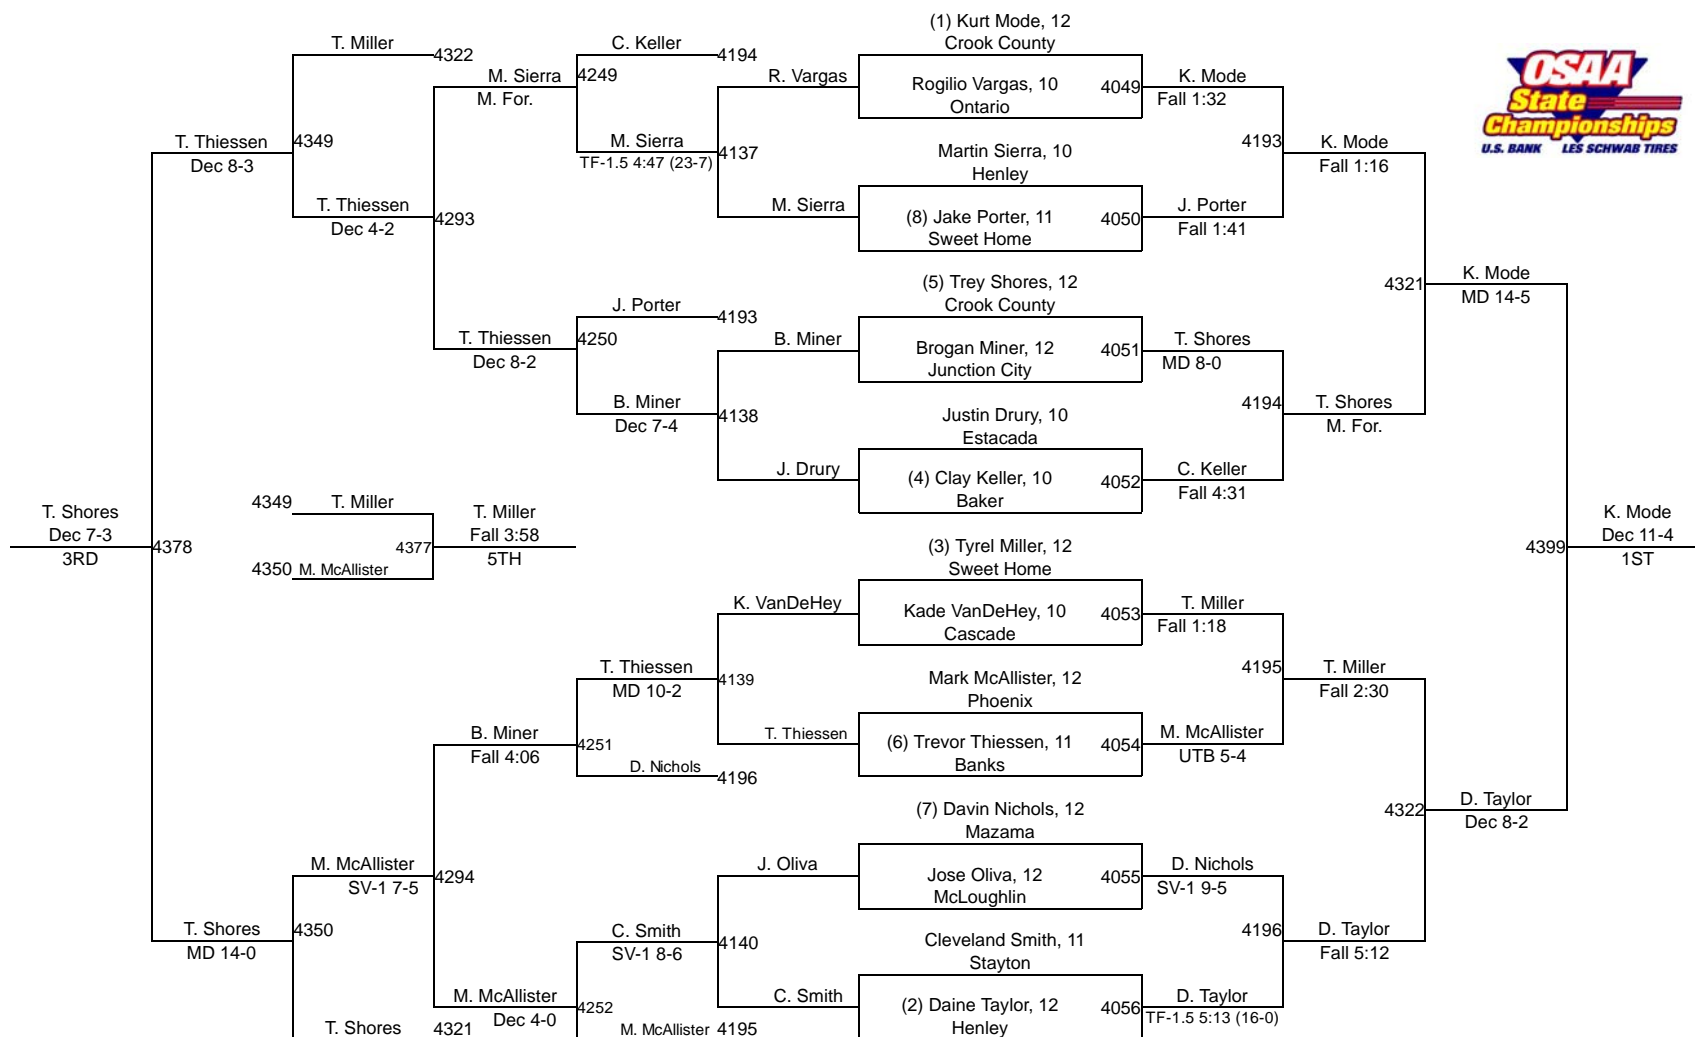 (1) Kurt Mode, 12
Crook County
T. Miller
4322
C. Keller
4194
M. Sierra
4249
M. For.
R. Vargas
Rogilio Vargas, 10
Ontario
4049
K. Mode
Fall 1:32
OSAA
State
Championships
U.S. BANK LES SCHWAB TIRES
T. Thiessen
Dec 8-3
4349
M. Sierra
TF-1.5 4:47 (23-7)
4137
Martin Sierra, 10
Henley
4193
K. Mode
Fall 1:16
T. Thiessen
Dec 4-2
4293
M. Sierra
(8) Jake Porter, 11
Sweet Home
4050
J. Porter
Fall 1:41
(5) Trey Shores, 12
Crook County
4321
K. Mode
MD 14-5
J. Porter
4193
T. Thiessen
Dec 8-2
4250
B. Miner
Brogan Miner, 12
Junction City
4051
T. Shores
MD 8-0
B. Miner
Dec 7-4
4138
Justin Drury, 10
Estacada
4194
T. Shores
M. For.
J. Drury
(4) Clay Keller, 10
Baker
4052
C. Keller
Fall 4:31
T. Shores
Dec 7-3
3RD
4378
4349
T. Miller
4350
M. McAllister
4377
T. Miller
Fall 3:58
5TH
(3) Tyrel Miller, 12
Sweet Home
4399
K. Mode
Dec 11-4
1ST
K. VanDeHey
Kade VanDeHey, 10
Cascade
4053
T. Miller
Fall 1:18
T. Thiessen
MD 10-2
4139
Mark McAllister, 12
Phoenix
4195
T. Miller
Fall 2:30
B. Miner
Fall 4:06
4251
D. Nichols
4196
T. Thiessen
(6) Trevor Thiessen, 11
Banks
4054
M. McAllister
UTB 5-4
(7) Davin Nichols, 12
Mazama
4322
D. Taylor
Dec 8-2
M. McAllister
SV-1 7-5
4294
J. Oliva
Jose Oliva, 12
McLoughlin
4055
D. Nichols
SV-1 9-5
T. Shores
MD 14-0
4350
C. Smith
SV-1 8-6
4140
Cleveland Smith, 11
Stayton
4196
D. Taylor
Fall 5:12
M. McAllister
Dec 4-0
4252
C. Smith
(2) Daine Taylor, 12
Henley
4056
D. Taylor
TF-1.5 5:13 (16-0)
T. Shores
4321
M. McAllister
4195